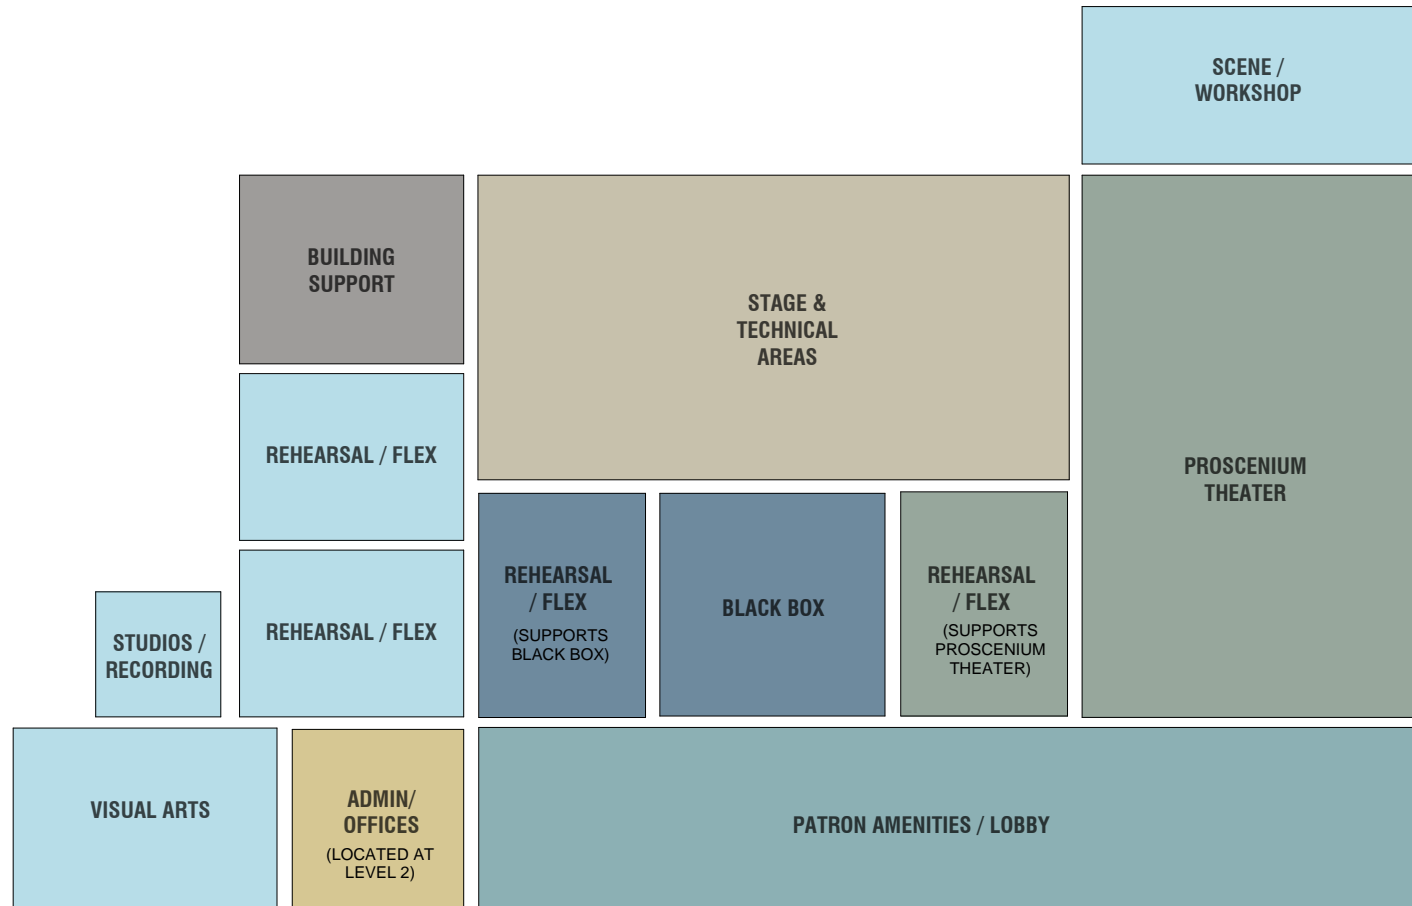 SCENE /
WORKSHOP
BUILDING
SUPPORT
STAGE &
TECHNICAL
AREAS
REHEARSAL / FLEX
PROSCENIUM
THEATER
REHEARSAL / FLEX
STUDIOS /
RECORDING
REHEARSAL
/ FLEX
(SUPPORTS
BLACK BOX)
BLACK BOX
REHEARSAL
/ FLEX
(SUPPORTS
PROSCENIUM
THEATER)
VISUAL ARTS
ADMIN/
OFFICES
(LOCATED AT
LEVEL 2)
PATRON AMENITIES / LOBBY